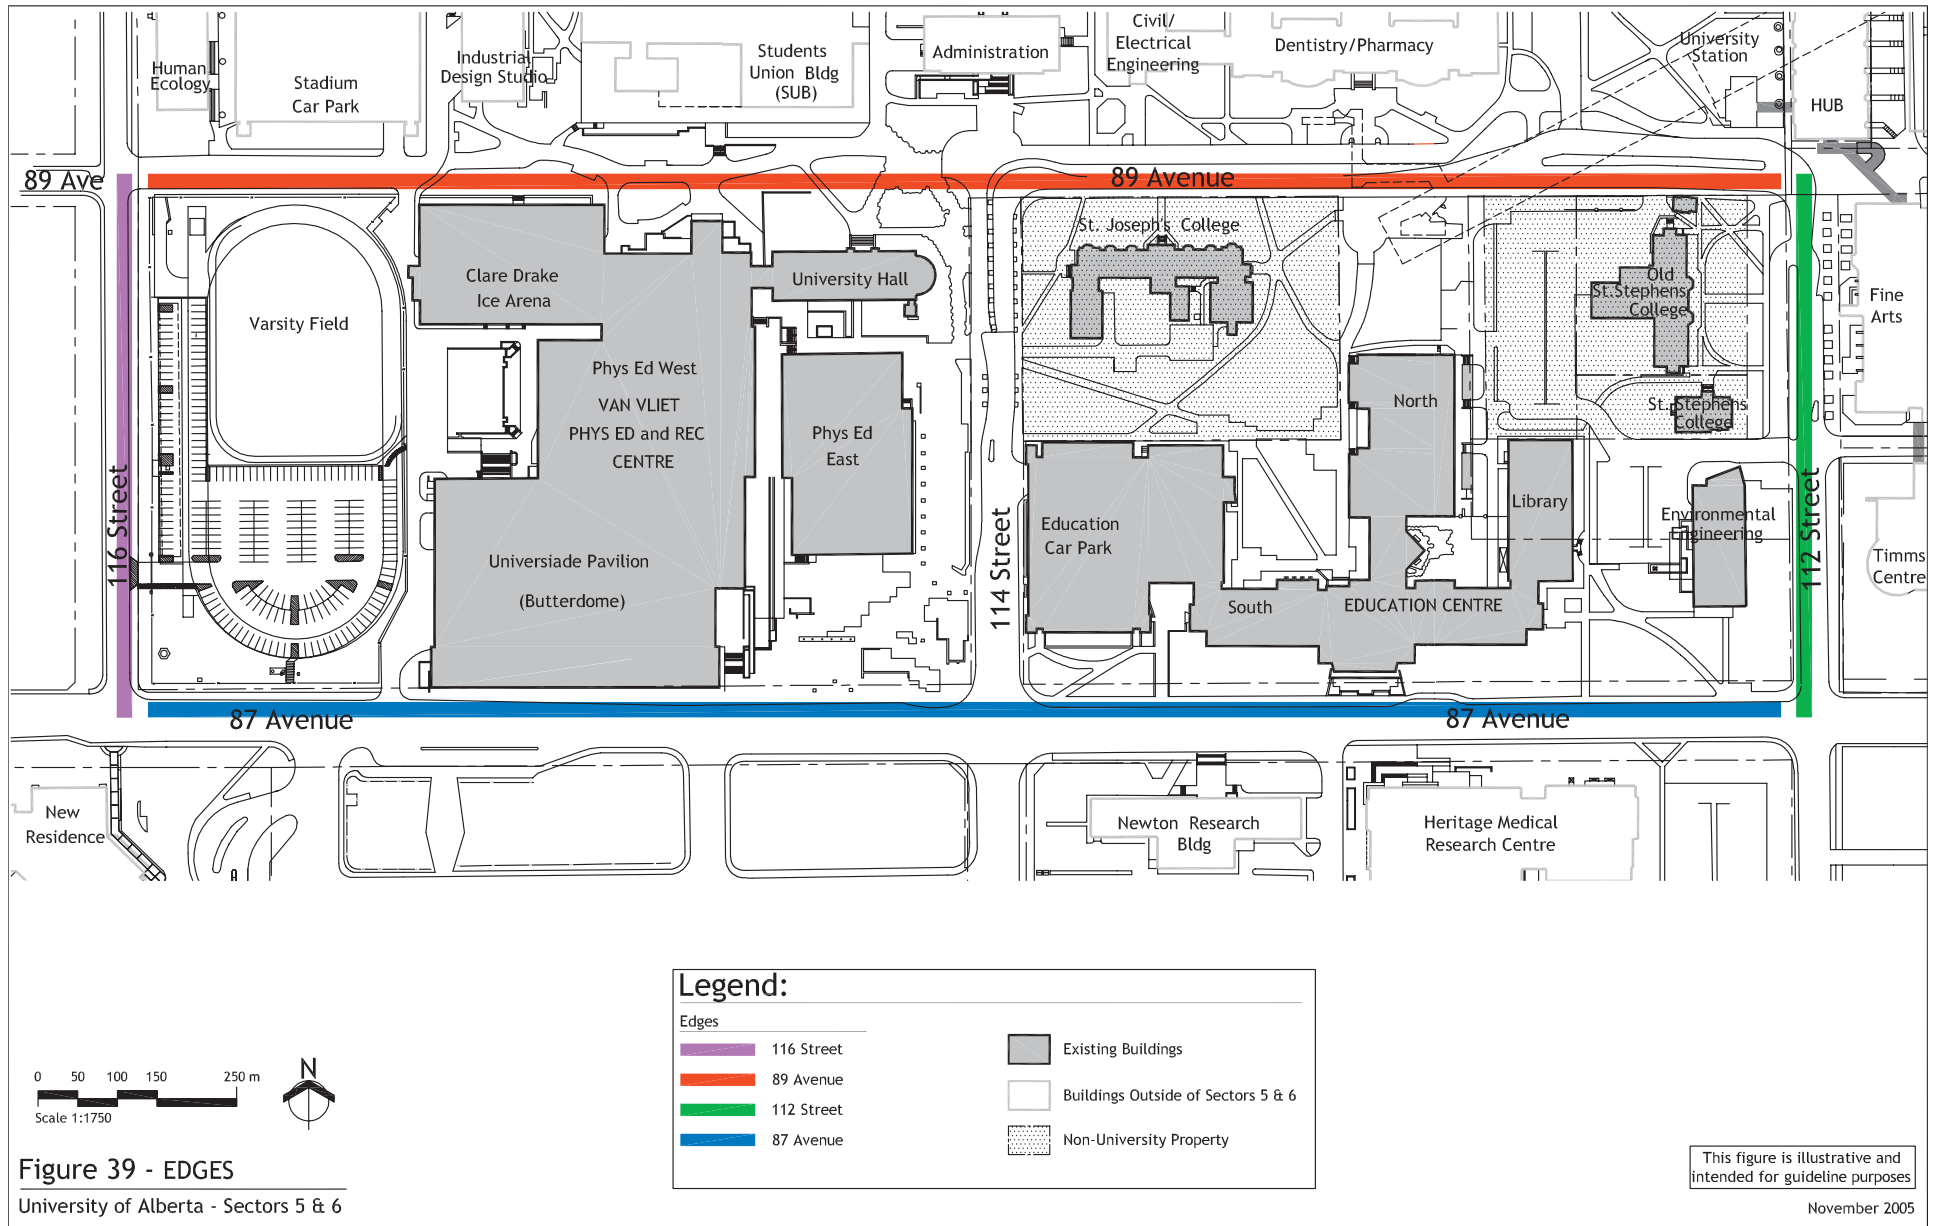 Human
Ecology
Stadium
Car Park
Industrial
Design Studio
Students
Union Bldg
(SUB)
Administration
Civil/
Electrical
Engineering
Dentistry/Pharmacy
University
Station
HUB
89 Ave
89 Avenue
St. Joseph's College
Clare Drake
Ice Arena
University Hall
Old
St.Stephens
College
Fine
Arts
Varsity Field
Phys Ed West
VAN VLIET
PHYS ED and REC
CENTRE
Phys Ed
East
North
St. Stephens
College
116 Street
114 Street
112 Street
Education
Car Park
Library
Environmental
Engineering
Timms
Centre
Universiade Pavilion
(Butterdome)
South
EDUCATION CENTRE
87 Avenue
87 Avenue
New
Residence
Newton Research
Bldg
Heritage Medical
Research Centre
Legend:
Edges
116 Street
89 Avenue
112 Street
87 Avenue
Existing Buildings
Buildings Outside of Sectors 5 & 6
Non-University Property
N
0 50 100 150 250 m
Scale 1:1750
Figure 39 - EDGES
University of Alberta - Sectors 5 & 6
This figure is illustrative and
intended for guideline purposes
November 2005